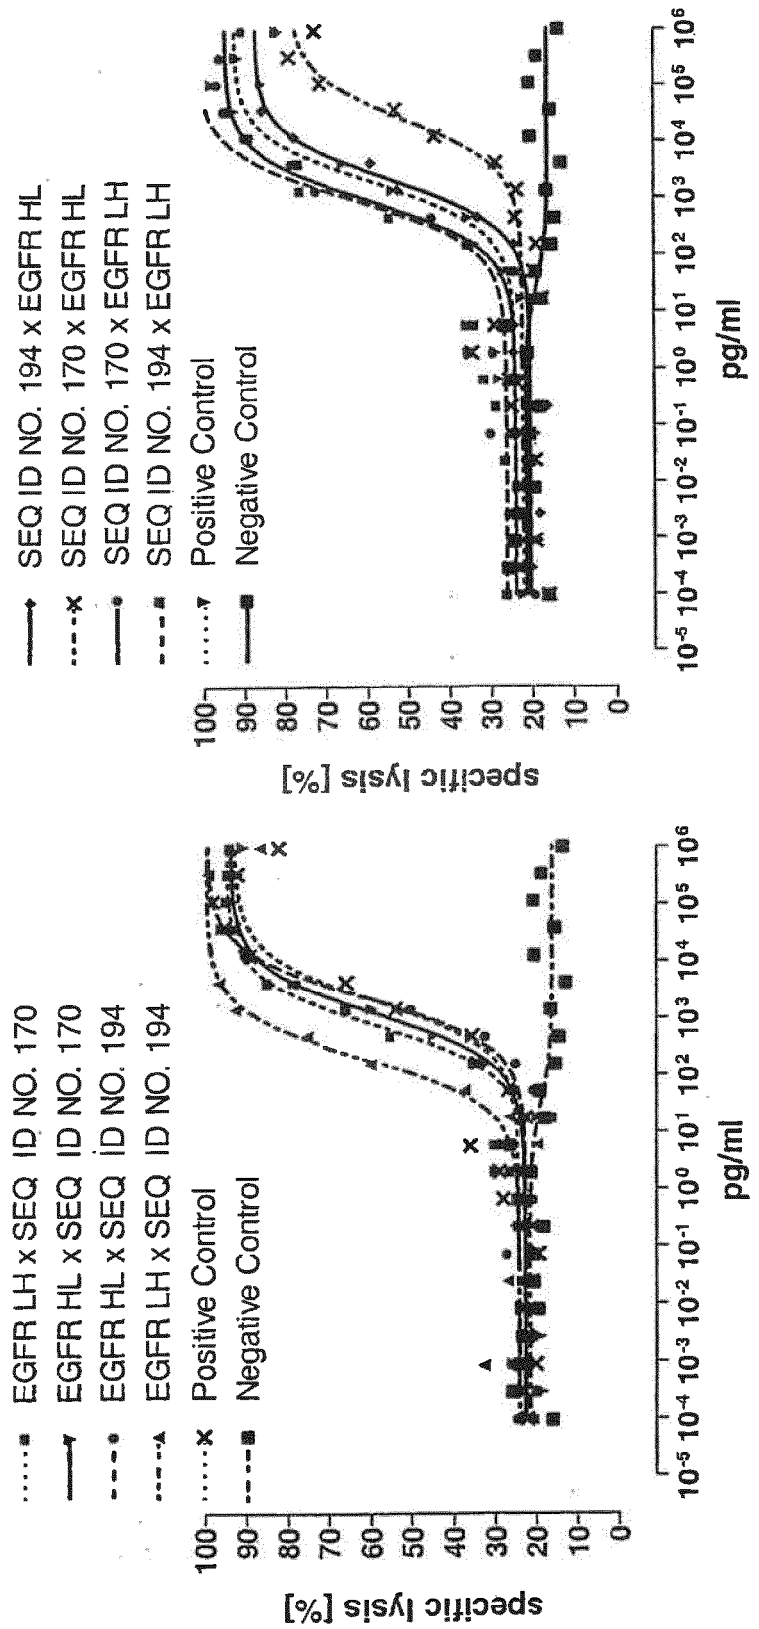 EGFR LH x SEQ ID NO. 170
EGFR HL x SEQ ID NO. 170
EGFR HL x SEQ ID NO. 194
EGFR LH x SEQ ID NO. 194
Positive Control
Negative Control
specific lysis [%]
100
90
80
70
60
50
40
30
20
10
0
10-5 10-4 10-3 10-2 10-1 100 101 102 103 104 105 106
pg/ml
SEQ ID NO. 194 x EGFR HL
SEQ ID NO. 170 x EGFR HL
SEQ ID NO. 170 x EGFR LH
SEQ ID NO. 194 x EGFR LH
Positive Control
Negative Control
specific lysis [%]
100
90
80
70
60
50
40
30
20
10
0
10-5 10-4 10-3 10-2 10-1 100 101 102 103 104 105 106
pg/ml